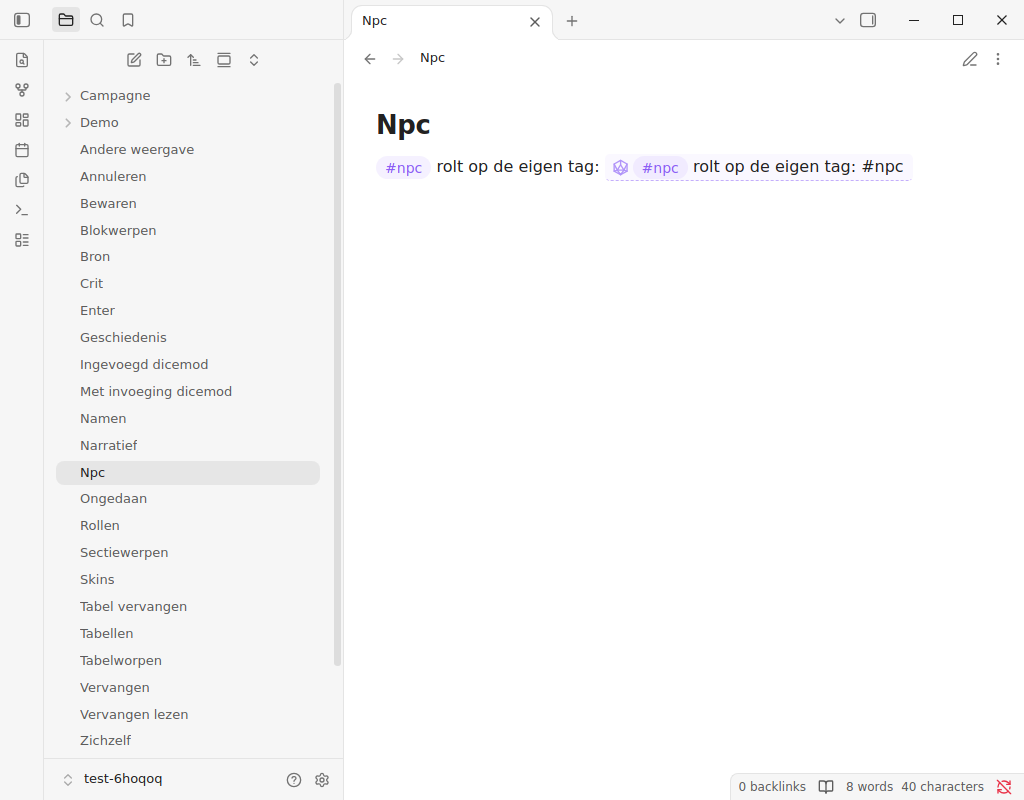 Npc
Npc
Campagne
Demo
Andere weergave
Annuleren
Bewaren
Blokwerpen
Bron
Crit
Enter
Geschiedenis
Ingevoegd dicemod
Met invoeging dicemod
Namen
Narratief
Npc
Ongedaan
Rollen
Sectiewerpen
Skins
Tabel vervangen
Tabellen
Tabelworpen
Vervangen
Vervangen lezen
Zichzelf
test-6hoqoq
Npc
#npc rolt op de eigen tag: #npc rolt op de eigen tag: #npc
0 backlinks 8 words 40 characters